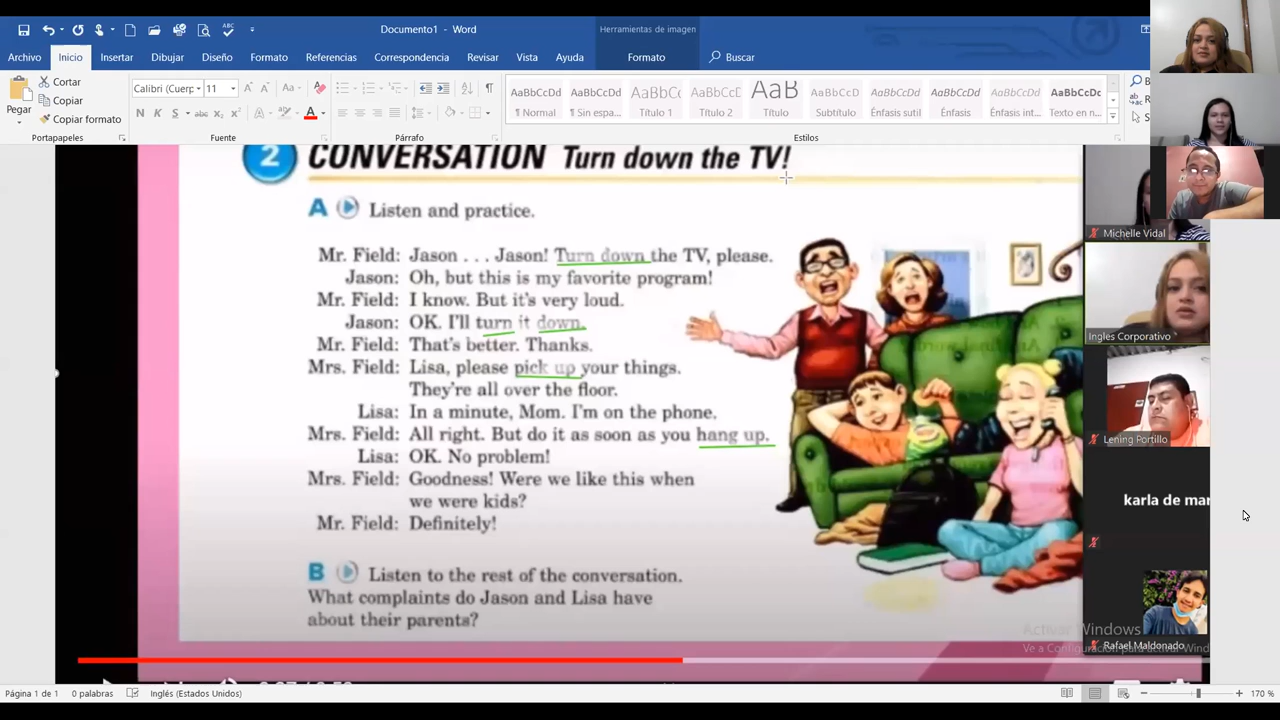 Documento1 - Word
Herramientas de imagen
Archivo
Inicio
Insertar
Dibujar
Diseño
Formato
Referencias
Correspondencia
Revisar
Vista
Ayuda
Formato
Buscar
Pegar
Cortar
Copiar
Copiar formato
Calibri (Cuerp
11
N K S abc x₂ x²
AaBbCcDd
AaBbCcDd
AaBbCc
AaBbCcD
AaB
AaBbCcD
AaBbCcDd
AaBbCcDd
AaBbCcDd
AaBbCcDc
¶ Normal
¶ Sin espa...
Título 1
Título 2
Título
Subtítulo
Énfasis sutil
Énfasis
Énfasis int...
Texto en n...
Portapapeles
Fuente
Párrafo
Estilos
2 CONVERSATION Turn down the TV!
A Listen and practice.
Mr. Field: Jason . . . Jason! Turn down the TV, please.
Jason: Oh, but this is my favorite program!
Mr. Field: I know. But it's very loud.
Jason: OK. I'll turn it down.
Mr. Field: That's better. Thanks.
Mrs. Field: Lisa, please pick up your things.
They're all over the floor.
Lisa: In a minute, Mom. I'm on the phone.
Mrs. Field: All right. But do it as soon as you hang up.
Lisa: OK. No problem!
Mrs. Field: Goodness! Were we like this when
we were kids?
Mr. Field: Definitely!
B Listen to the rest of the conversation.
What complaints do Jason and Lisa have
about their parents?
Michelle Vidal
Ingles Corporativo
Lening Portillo
karla de mar
Rafael Maldonado
Activar Windows
Ve a Configuración para activar Wind
Página 1 de 1
0 palabras
Inglés (Estados Unidos)
170 %